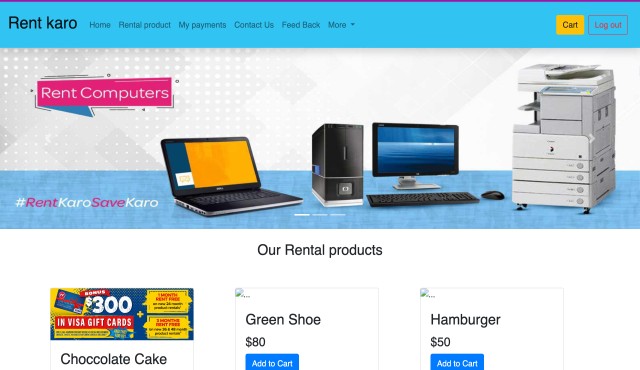 Rent karo
Home Rental product My payments Contact Us Feed Back More
Cart Log out
Rent Computers
#RentKaroSaveKaro
Our Rental products
BONUS
$300
IN VISA GIFT CARDS
1 MONTH
RENT FREE
3 MONTHS
RENT FREE
...
...
Choccolate Cake
Green Shoe
$80
Add to Cart
Hamburger
$50
Add to Cart